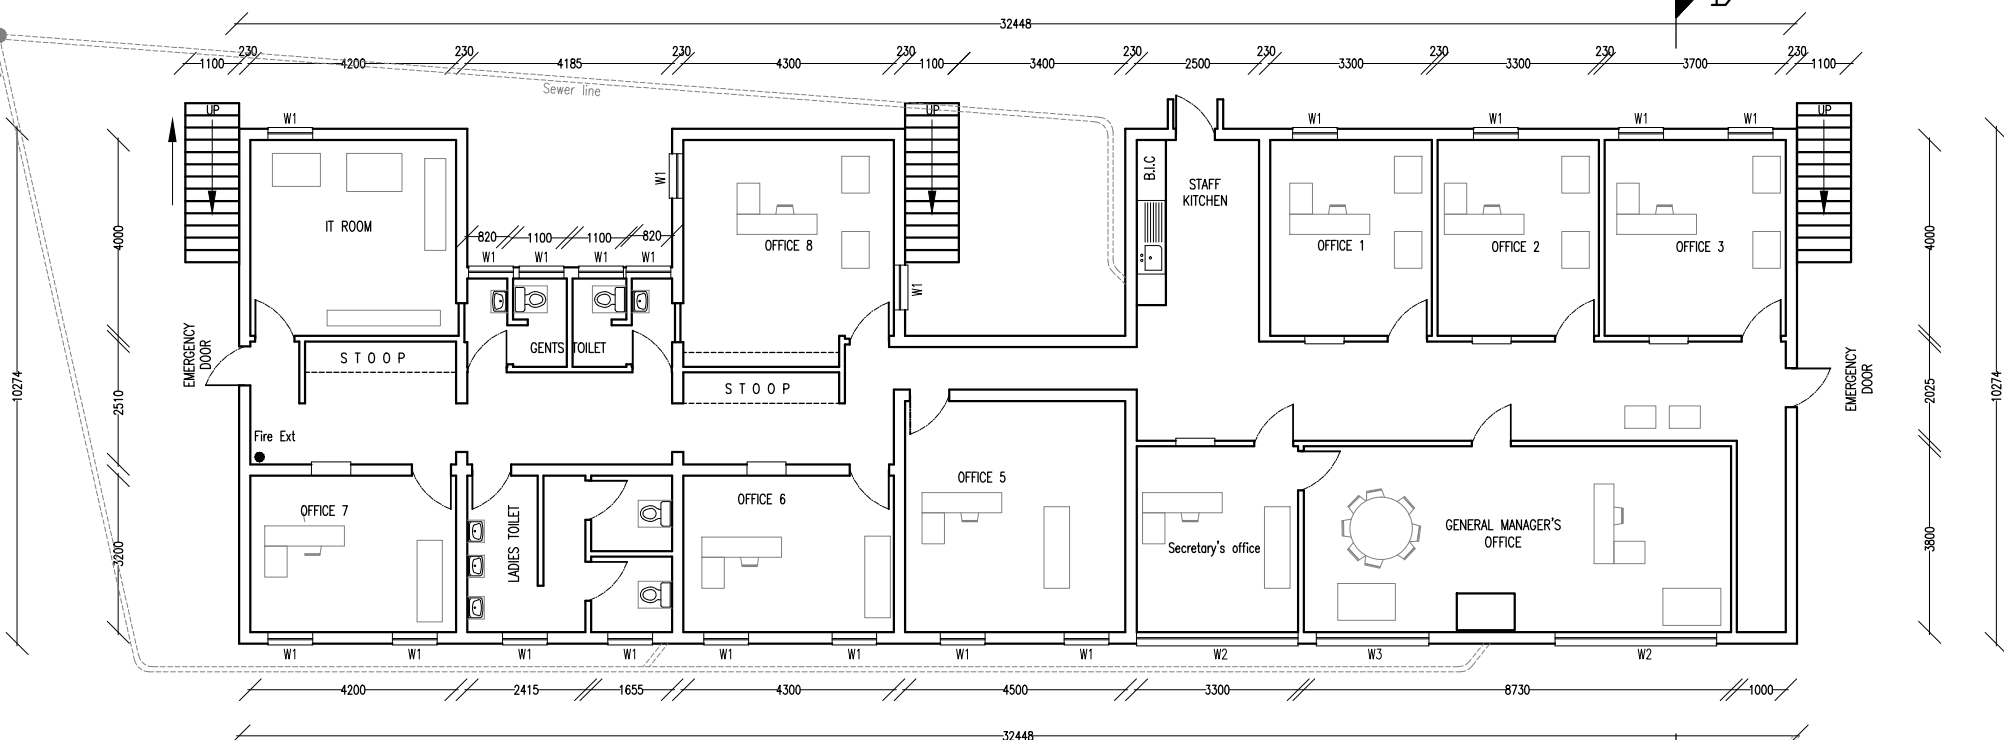 32448
230 230 230 230 230 230 230 230 230
1100 4200 4185 4300 1100 3400 2500 3300 3300 3700 1100
Sewer line
UP UP UP
W1 W1 W1 W1 W1
B.I.C
STAFF
KITCHEN
W1
IT ROOM
OFFICE 8
OFFICE 1
OFFICE 2
OFFICE 3
820 1100 1100 820
W1 W1 W1 W1
W1
4000
4000
EMERGENCY
DOOR
STOOP
GENTS TOILET
STOOP
EMERGENCY
DOOR
10274
2510
2025
10274
Fire Ext
OFFICE 7
LADIES TOILET
OFFICE 6
OFFICE 5
Secretary's office
GENERAL MANAGER'S
OFFICE
3200
3800
W1 W1 W1 W1 W1 W1 W1 W1 W2 W3 W2
4200 2415 1655 4300 4500 3300 8730 1000
32448